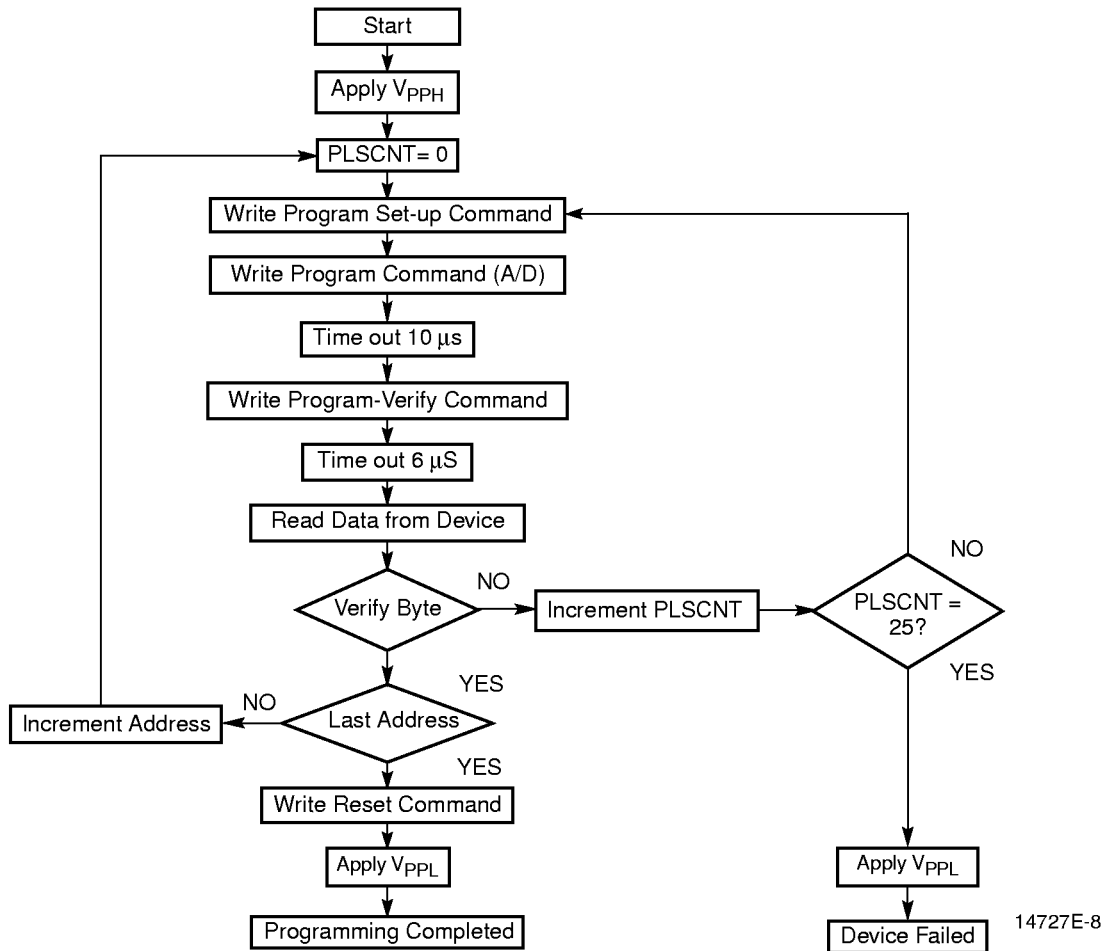 Start
Apply VPPH
PLSCNT= 0
Write Program Set-up Command
Write Program Command (A/D)
Time out 10 μs
Write Program-Verify Command
Time out 6 μS
Read Data from Device
Verify Byte
NO
Increment PLSCNT
PLSCNT =
25?
NO
YES
YES
Last Address
NO
Increment Address
YES
Write Reset Command
Apply VPPL
Programming Completed
Apply VPPL
Device Failed
14727E-8